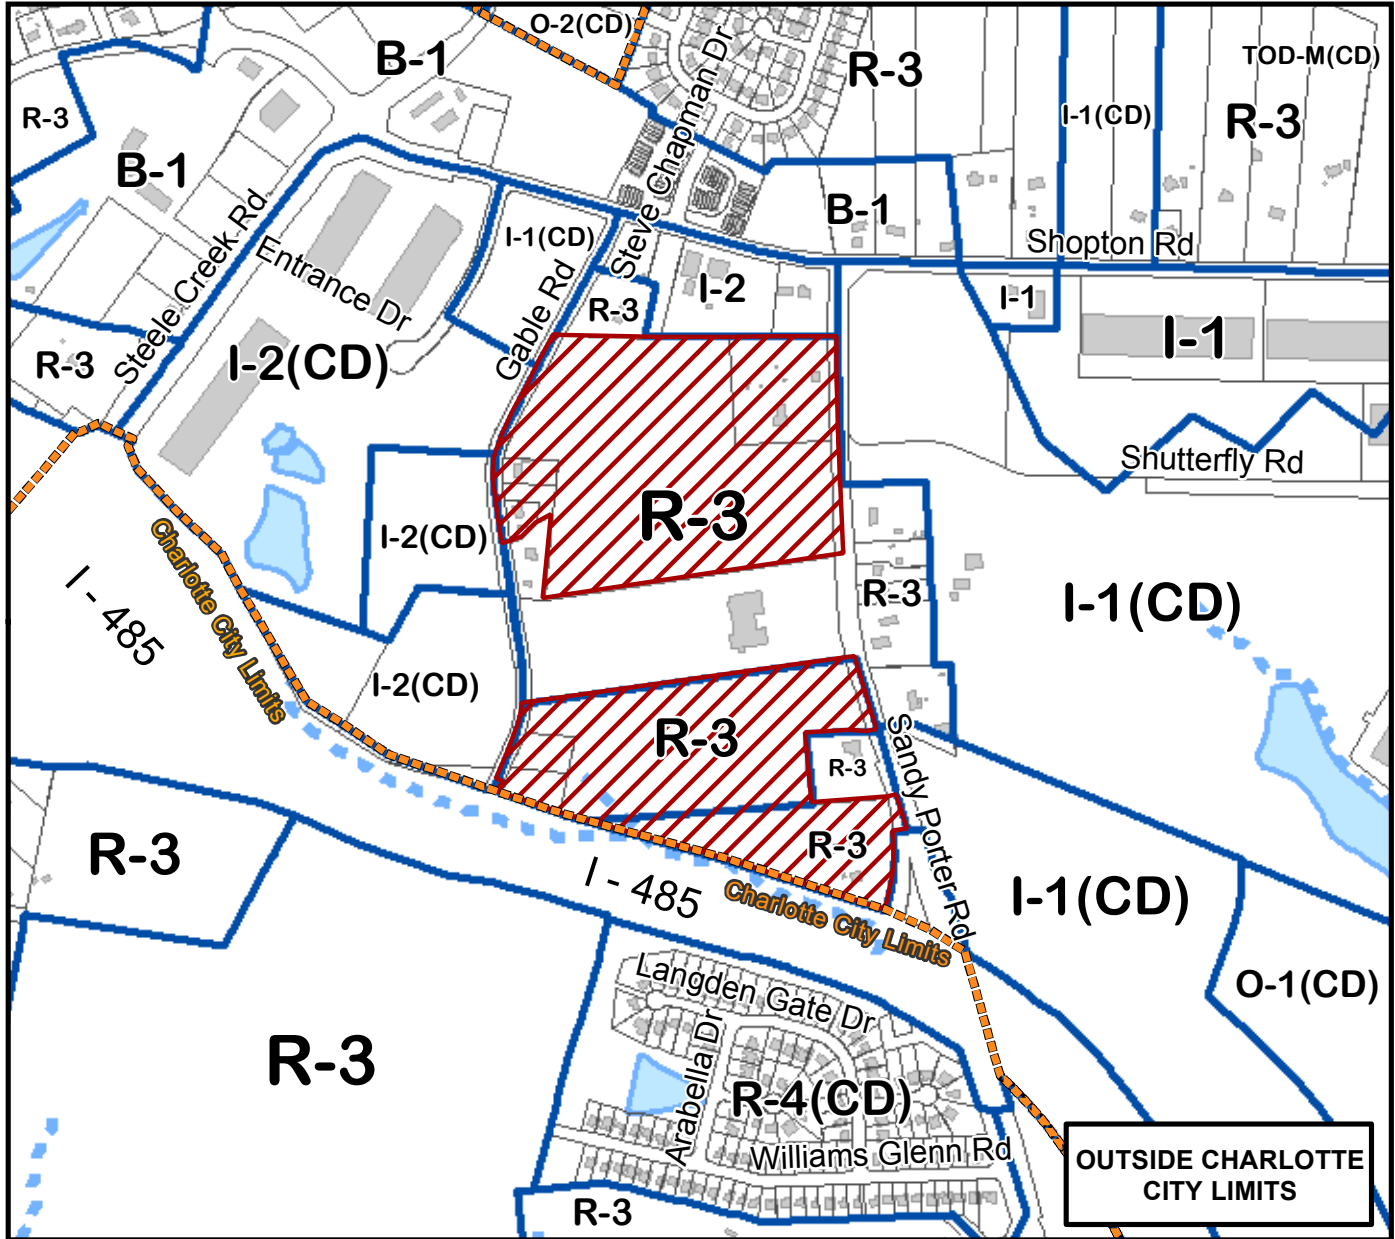 O-2(CD)
B-1
R-3
TOD-M(CD)
R-3
I-1(CD)
R-3
B-1
Steve Chapman Dr
B-1
Shopton Rd
Steele Creek Rd
Entrance Dr
I-1(CD)
Gable Rd
R-3
I-2
I-1
I-1
R-3
I-2(CD)
Shutterfly Rd
R-3
I-2(CD)
Charlotte City Limits
I - 485
R-3
I-1(CD)
I-2(CD)
R-3
R-3
Sandy Porter Rd
R-3
R-3
I - 485
Charlotte City Limits
I-1(CD)
O-1(CD)
Langden Gate Dr
Arabella Dr
R-3
R-4(CD)
Williams Glenn Rd
R-3
OUTSIDE CHARLOTTE
CITY LIMITS